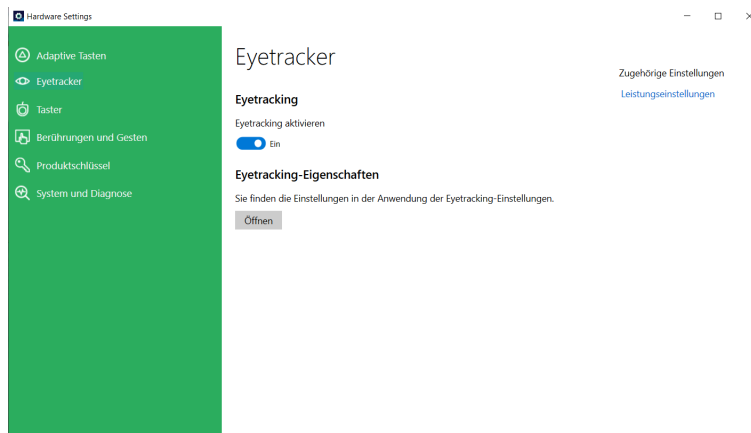 Hardware Settings
Adaptive Tasten
Eyetracker
Taster
Berührungen und Gesten
Produktschlüssel
System und Diagnose
Eyetracker
Eyetracking
Eyetracking aktivieren
Ein
Eyetracking-Eigenschaften
Sie finden die Einstellungen in der Anwendung der Eyetracking-Einstellungen.
Öffnen
Zugehörige Einstellungen
Leistungseinstellungen